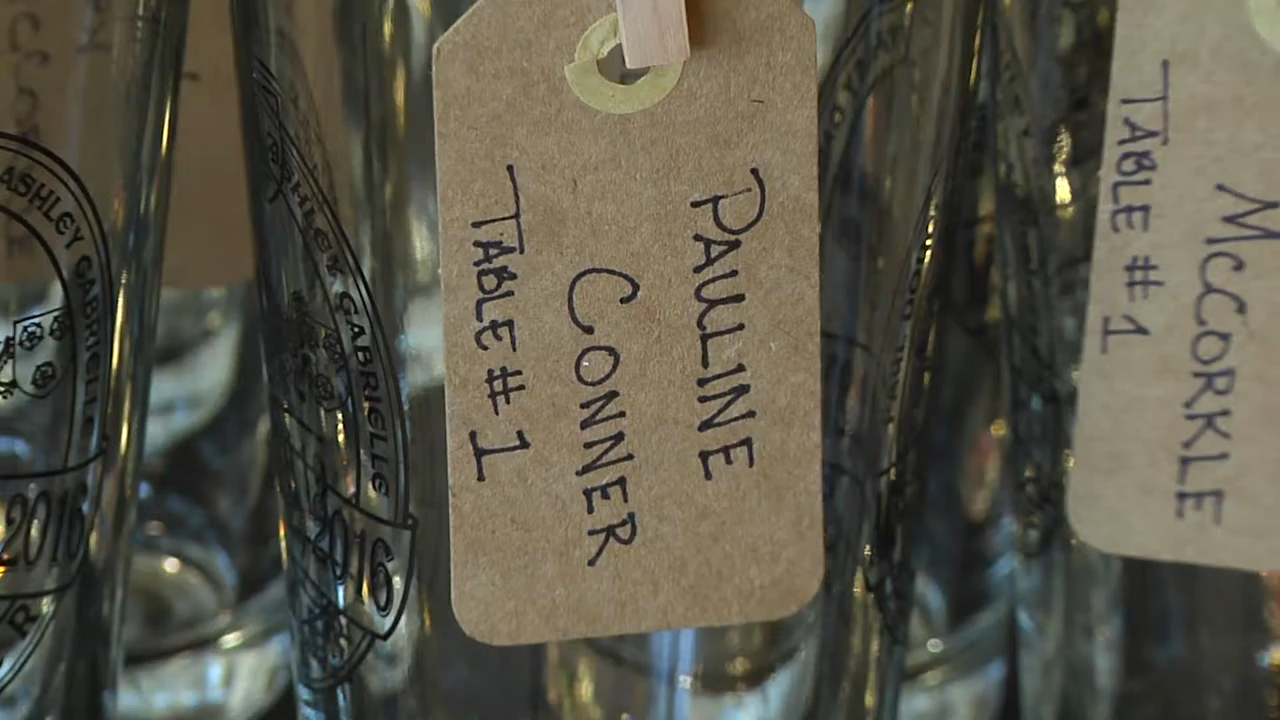 PAULINE
CONNER
TABLE # 1
MCCORKLE
TABLE # 1
ASHLEY GABRIELLE
2016
ASHLEY GABRIELLE
2016